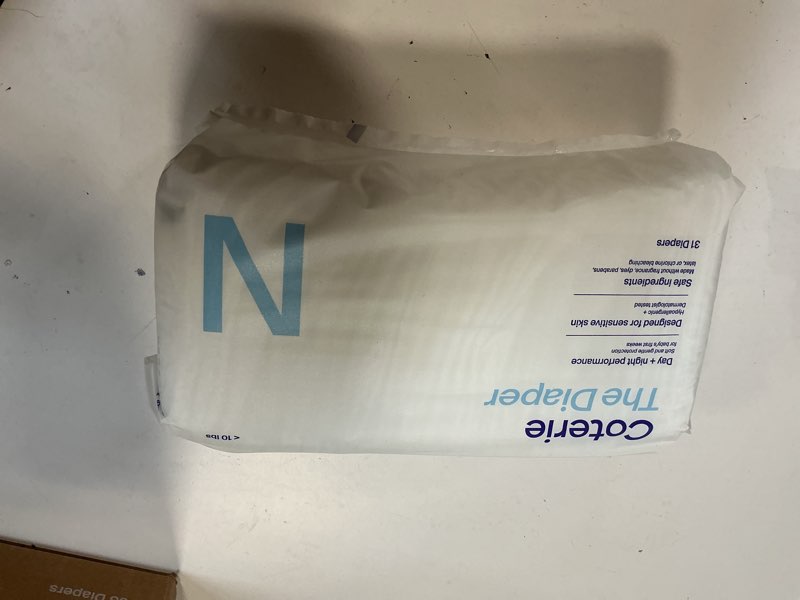 Coterie
The Diaper
Day + night performance
Soft and gentle protection
for baby's first weeks
Designed for sensitive skin
Hypoallergenic +
Dermatologist tested
Safe ingredients
Made without fragrance, dyes, parabens,
latex, or chlorine bleaching
31 Diapers
< 10 lbs
N
Diapers